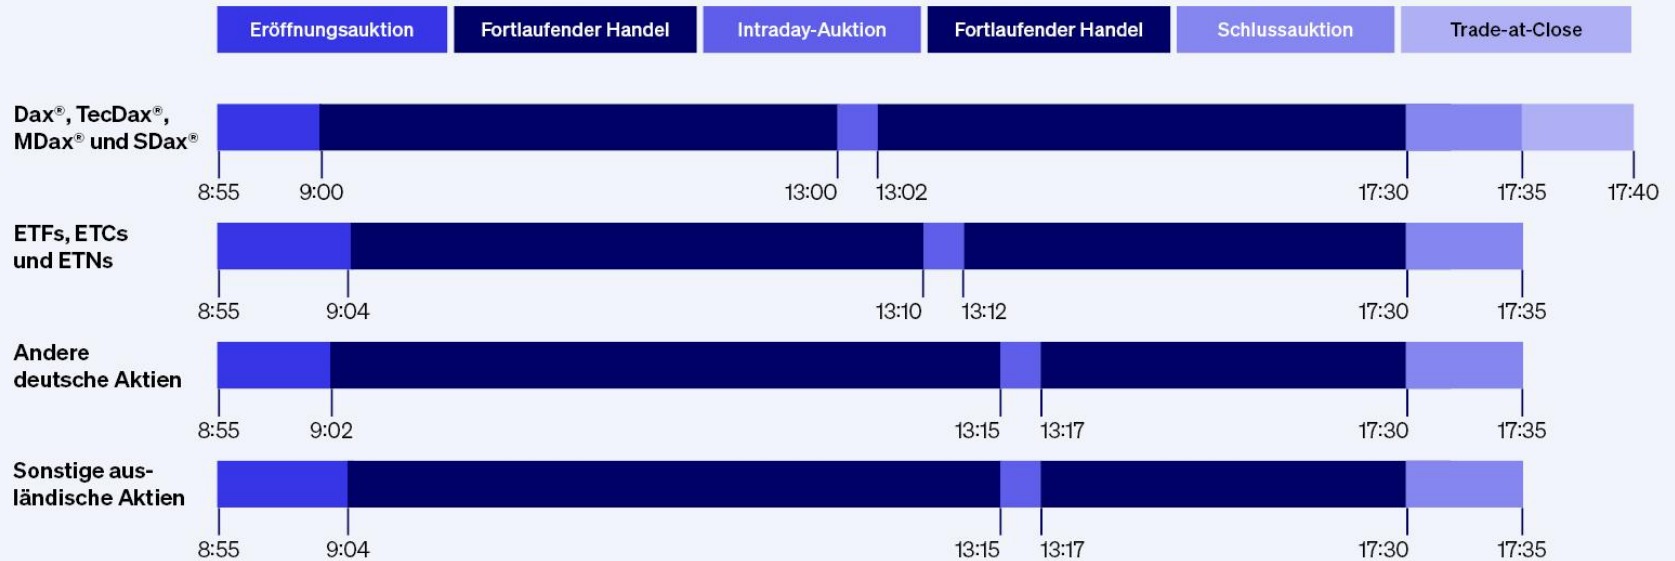 Eröffnungsauktion Fortlaufender Handel Intraday-Auktion Fortlaufender Handel Schlussauktion Trade-at-Close
Dax®, TecDax®,
MDax® und SDax®
8:55 9:00 13:00 13:02 17:30 17:35 17:40
ETFs, ETCs
und ETNs
8:55 9:04 13:10 13:12 17:30 17:35
Andere
deutsche Aktien
8:55 9:02 13:15 13:17 17:30 17:35
Sonstige aus-
ländische Aktien
8:55 9:04 13:15 13:17 17:30 17:35